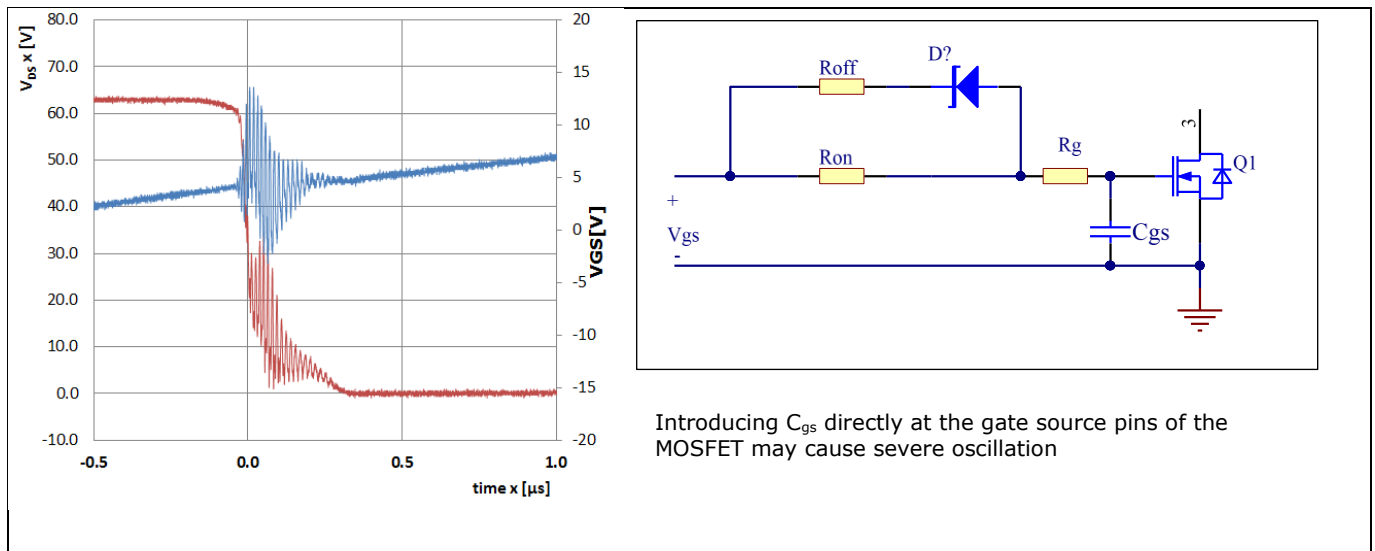 V_DS x [V]
80.0
70.0
60.0
50.0
40.0
30.0
20.0
10.0
0.0
-10.0
-0.5
0.0
0.5
1.0
time x [µs]
20
15
10
5
0
-5
-10
-15
-20
VGS[V]
D?
Roff
Ron
Rg
3
Q1
+
Vgs
-
Cgs
Introducing C_gs directly at the gate source pins of the
MOSFET may cause severe oscillation